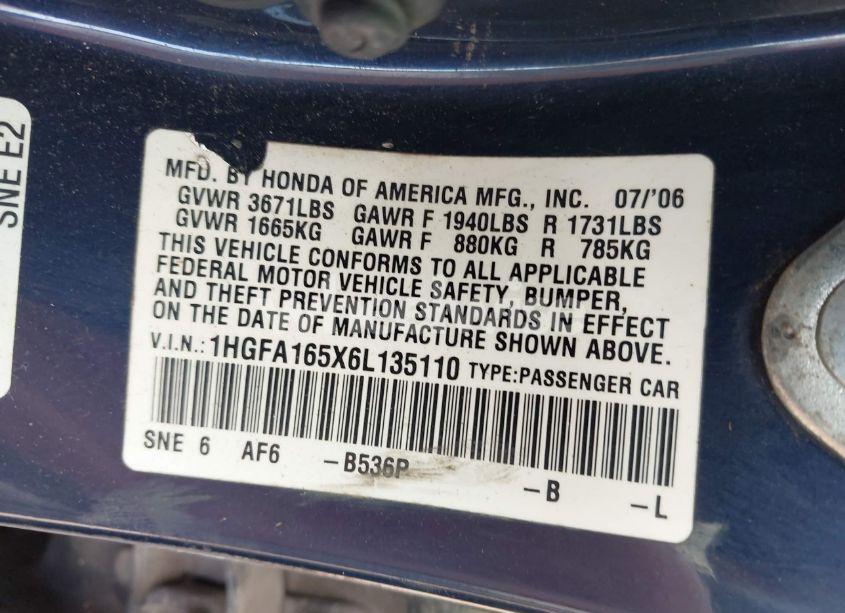 SNE E2
MFD. BY HONDA OF AMERICA MFG., INC. 07/'06
GVWR 3671LBS GAWR F 1940LBS R 1731LBS
GVWR 1665KG GAWR F 880KG R 785KG
THIS VEHICLE CONFORMS TO ALL APPLICABLE
FEDERAL MOTOR VEHICLE SAFETY, BUMPER,
AND THEFT PREVENTION STANDARDS IN EFFECT
ON THE DATE OF MANUFACTURE SHOWN ABOVE.
V.I.N.: 1HGFA165X6L135110 TYPE:PASSENGER CAR
SNE 6 AF6 -B536P -B -L